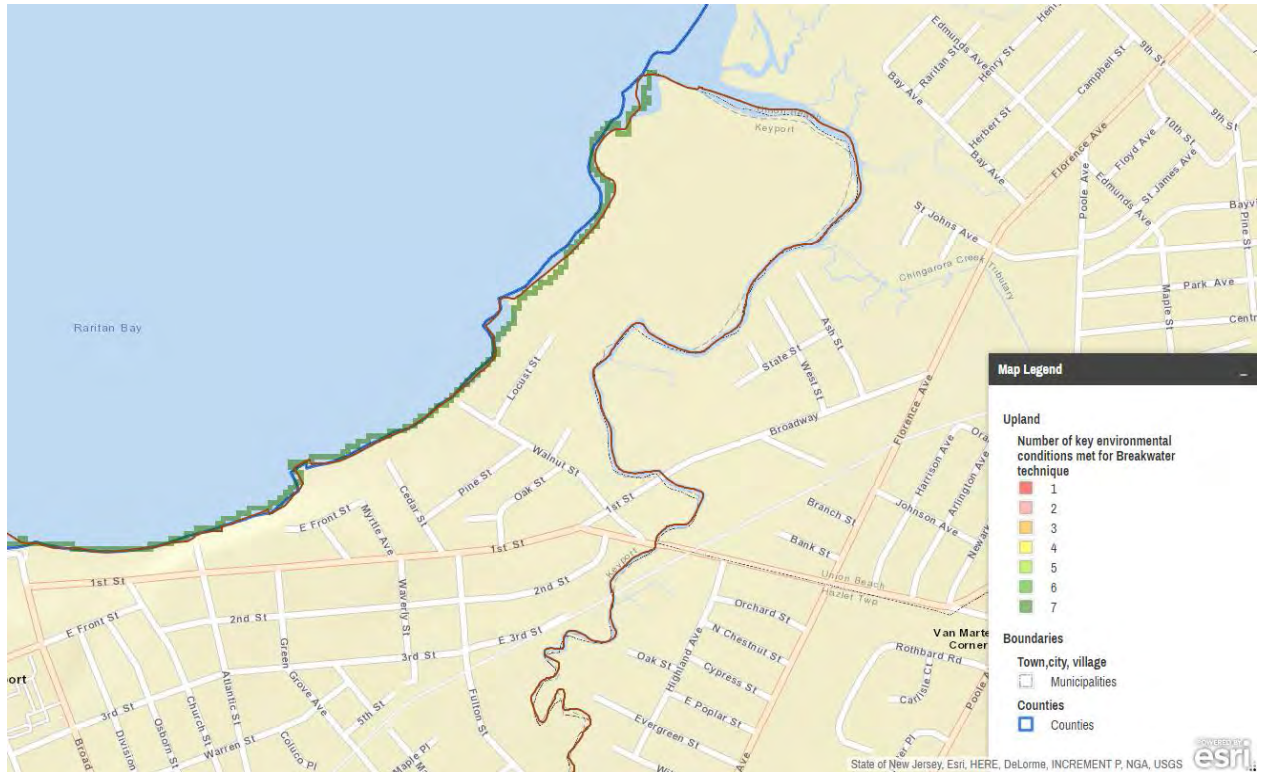 Raritan Bay
Keyport
Edmunds Ave
Raritan St
Henry St
Bay Ave
Herbert St
Bay Ave
Campbell St
9th St
9th St
10th St
Floyd Ave
St James Ave
Edmunds Ave
Florence Ave
Poole Ave
Pine St
Park Ave
Maple St
St Johns Ave
Chingarora Creek Tributary
Ash St
State St
West St
Broadway
Florence Ave
Locust St
Walnut St
Pine St
Oak St
Cedar St
Myrtle Ave
E Front St
1st St
1st St
1st St
Harrison Ave
Arlington Ave
Johnson Ave
Branch St
Bank St
Union Beach
Hazlet Twp
Keyport
2nd St
2nd St
Waverly St
E 3rd St
3rd St
3rd St
E Front St
Green Grove Ave
Atlantic St
Church St
Osborn St
Division
Broad
Warren St
Coluco Pl
5th St
Maple Pl
Fulton St
Orchard St
N Chestnut St
Highland Ave
Oak St
Cypress St
E Poplar St
Evergreen St
Rothbard Rd
Carlisle Ct
Map Legend
Upland
Number of key environmental
conditions met for Breakwater
technique
1
2
3
4
5
6
7
Boundaries
Town,city, village
Municipalities
Counties
Counties
State of New Jersey, Esri, HERE, DeLorme, INCREMENT P, NGA, USGS
POWERED BY
esri